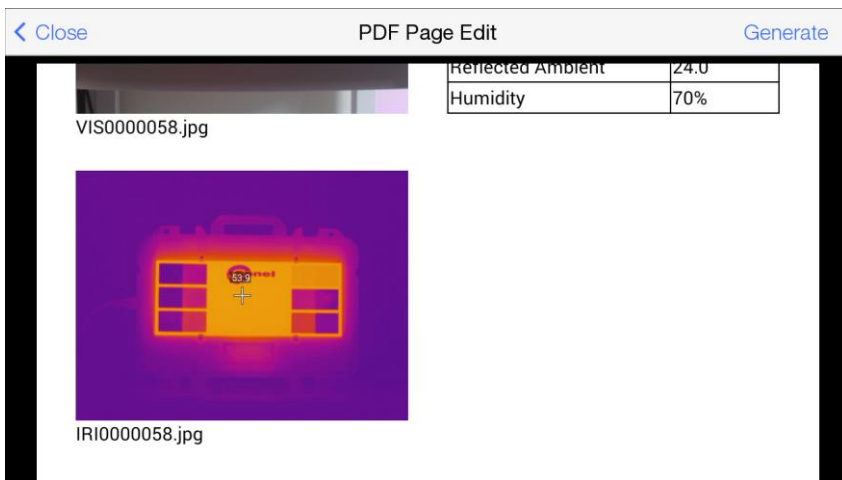 Close
PDF Page Edit
Generate
Reflected Ambient
24.0
Humidity
70%
VIS0000058.jpg
53.9
IRI0000058.jpg